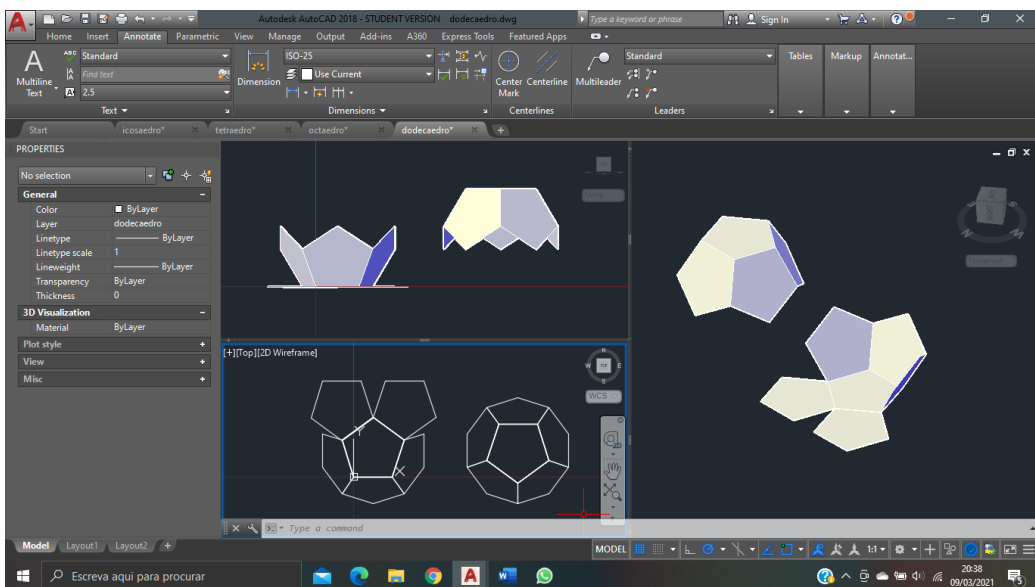 Autodesk AutoCAD 2018 - STUDENT VERSION dodecaedro.dwg
Type a keyword or phrase
Sign In
Home Insert Annotate Parametric View Manage Output Add-ins A360 Express Tools Featured Apps
A Multiline Text
ABC Standard
Find text
2.5
Text
Dimension
ISO-25
Use Current
Dimensions
Center Mark
Centerline
Centerlines
Multileader
Standard
Leaders
Tables
Markup
Annotat...
Start icosaedro* tetraedro* octaedro* dodecaedro*
PROPERTIES
No selection
General
Color ByLayer
Layer dodecaedro
Linetype ByLayer
Linetype scale 1
Lineweight ByLayer
Transparency ByLayer
Thickness 0
3D Visualization
Material ByLayer
Plot style
View
Misc
[+][Top][2D Wireframe]
N
W TOP E
S
WCS
Y
X
Unnamed
Type a command
Model Layout1 Layout2 +
MODEL
1:1
Escreva aqui para procurar
20:38
09/03/2021